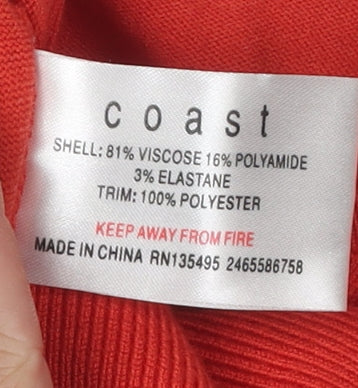 coast
SHELL: 81% VISCOSE 16% POLYAMIDE
3% ELASTANE
TRIM: 100% POLYESTER
KEEP AWAY FROM FIRE
MADE IN CHINA RN135495 2465586758